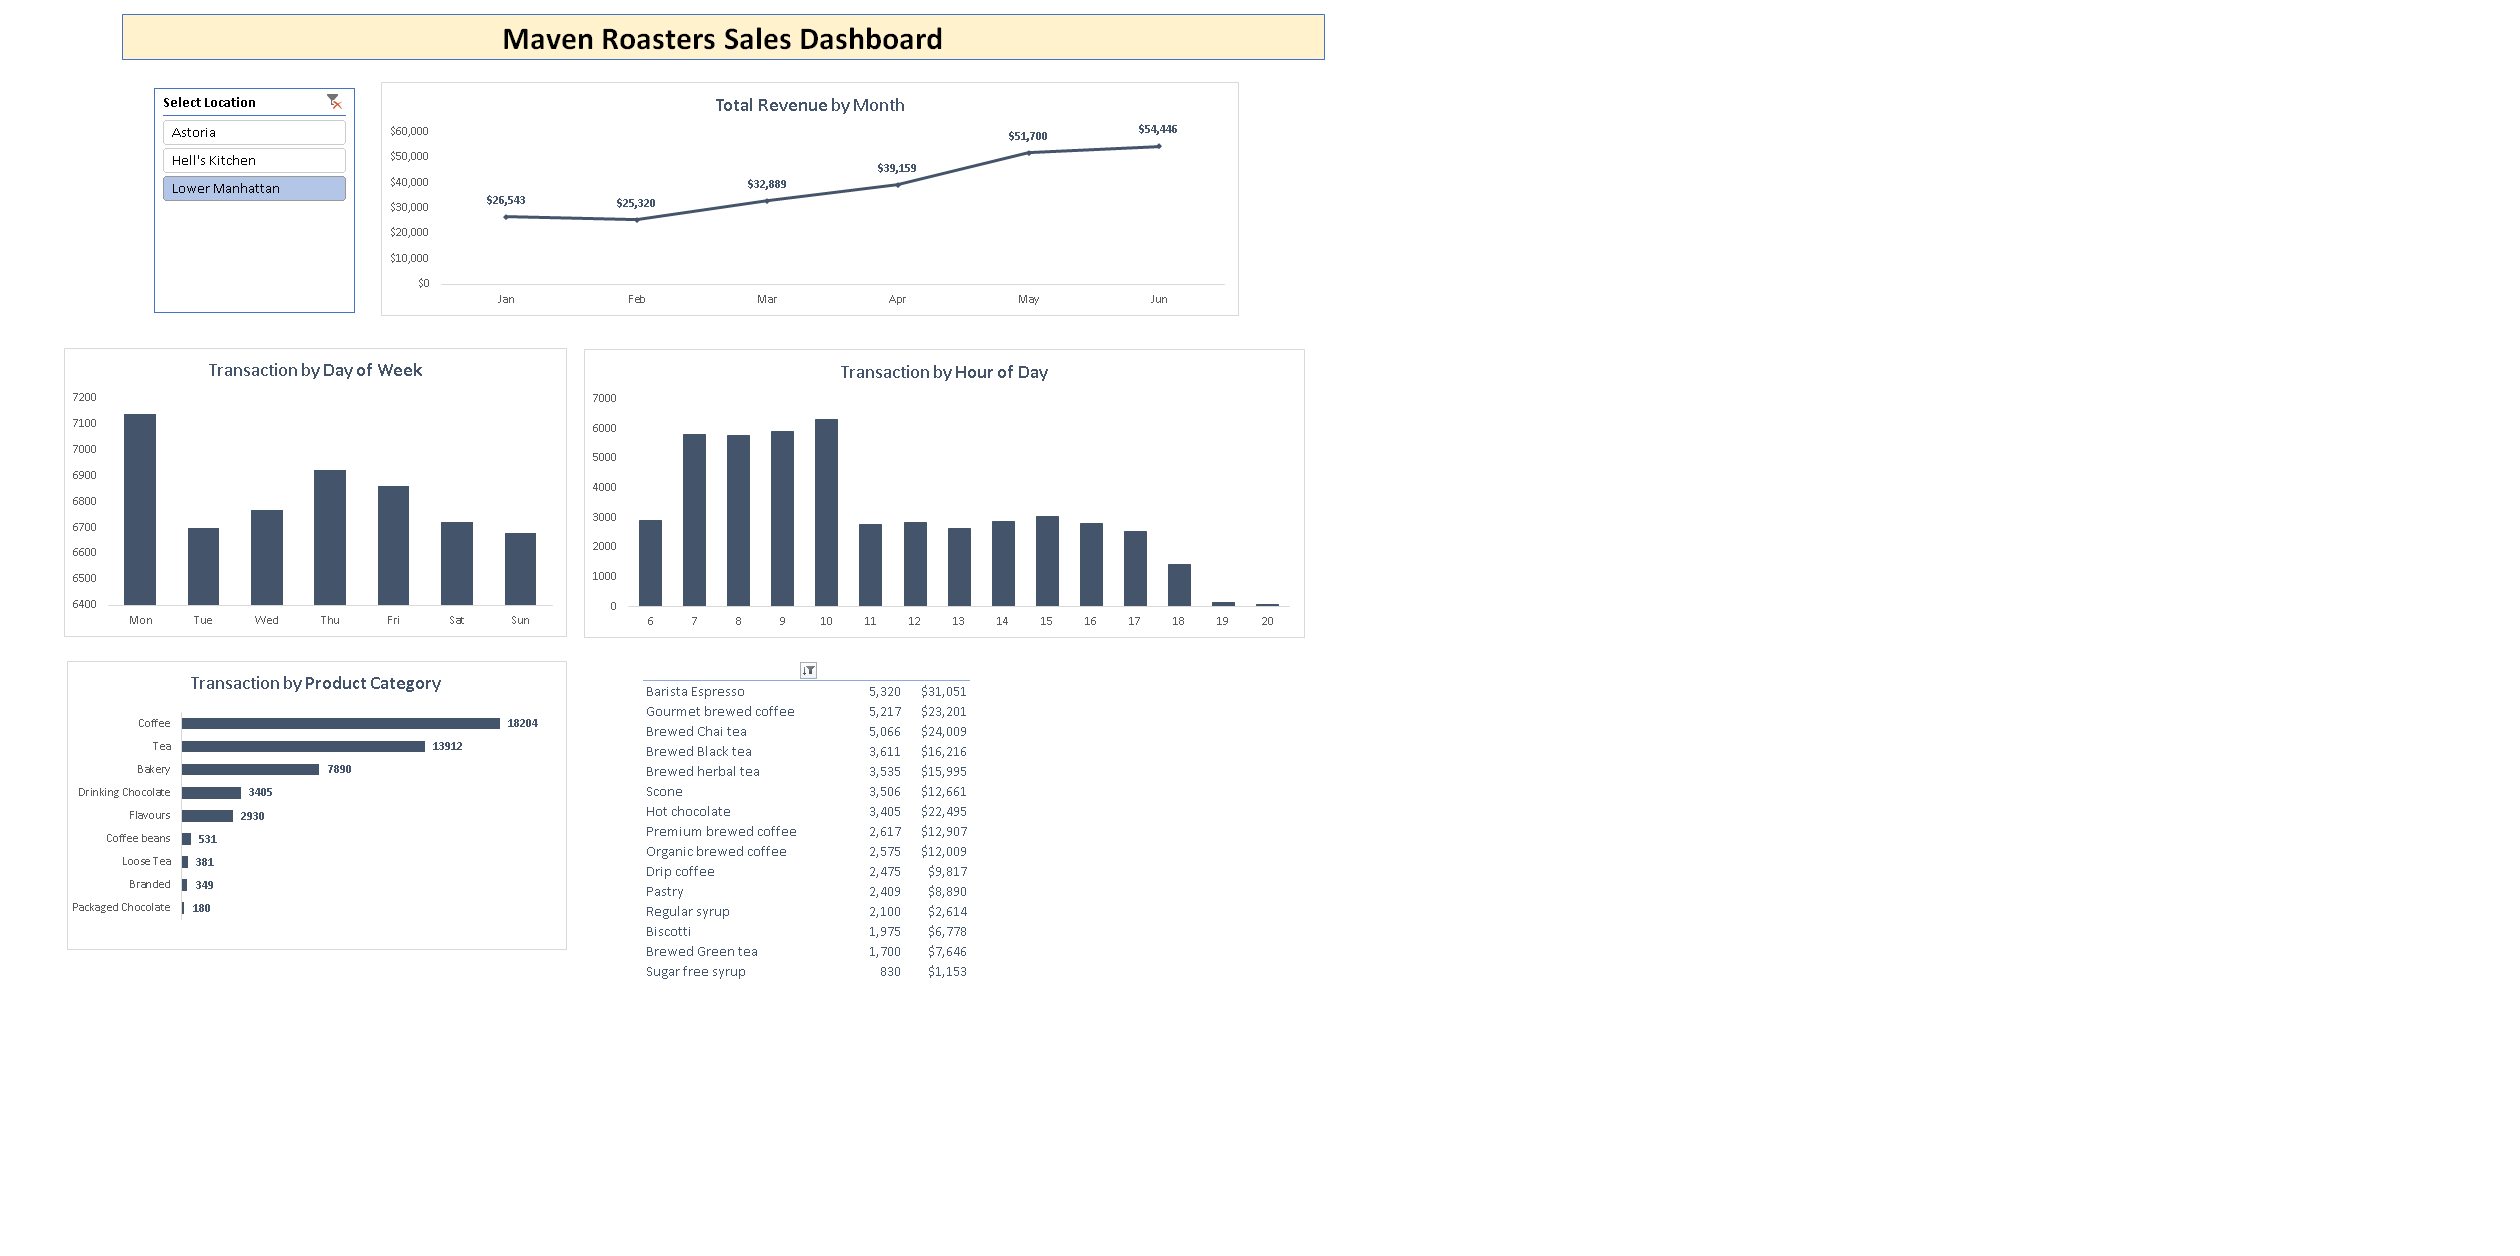 Maven Roasters Sales Dashboard
Select Location
Astoria
Hell's Kitchen
Lower Manhattan
Total Revenue by Month
$60,000
$50,000
$40,000
$30,000
$20,000
$10,000
$0
$26,543
$25,320
$32,889
$39,159
$51,700
$54,446
Jan Feb Mar Apr May Jun
Transaction by Day of Week
7200
7100
7000
6900
6800
6700
6600
6500
6400
Mon Tue Wed Thu Fri Sat Sun
Transaction by Hour of Day
7000
6000
5000
4000
3000
2000
1000
0
6 7 8 9 10 11 12 13 14 15 16 17 18 19 20
Transaction by Product Category
Coffee 18204
Tea 13912
Bakery 7890
Drinking Chocolate 3405
Flavours 2930
Coffee beans 531
Loose Tea 381
Branded 349
Packaged Chocolate 180
Barista Espresso 5,320 $31,051
Gourmet brewed coffee 5,217 $23,201
Brewed Chai tea 5,066 $24,009
Brewed Black tea 3,611 $16,216
Brewed herbal tea 3,535 $15,995
Scone 3,506 $12,661
Hot chocolate 3,405 $22,495
Premium brewed coffee 2,617 $12,907
Organic brewed coffee 2,575 $12,009
Drip coffee 2,475 $9,817
Pastry 2,409 $8,890
Regular syrup 2,100 $2,614
Biscotti 1,975 $6,778
Brewed Green tea 1,700 $7,646
Sugar free syrup 830 $1,153